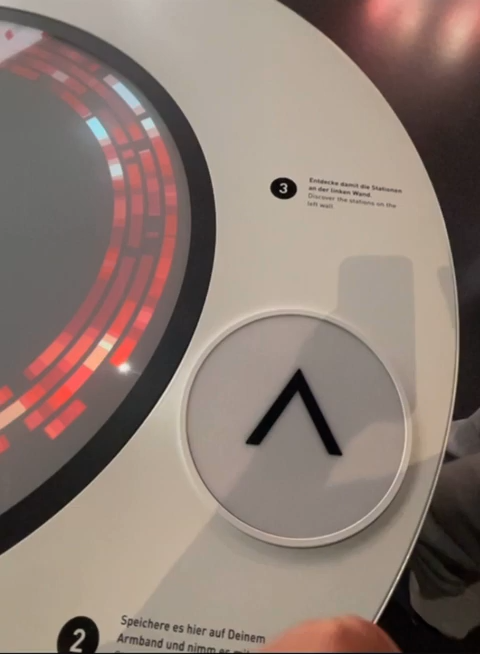 3
Entdecke damit die Stationen
an der linken Wand.
Discover the stations on the
left wall.
2
Speichere es hier auf Deinem
Armband und nimm es